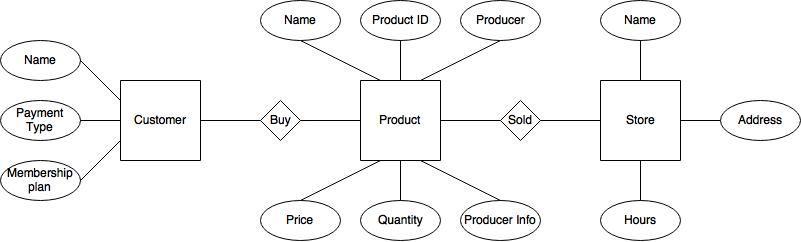 Name
Product ID
Producer
Name
Name
Payment
Type
Membership
plan
Customer
Buy
Product
Sold
Store
Address
Price
Quantity
Producer Info
Hours